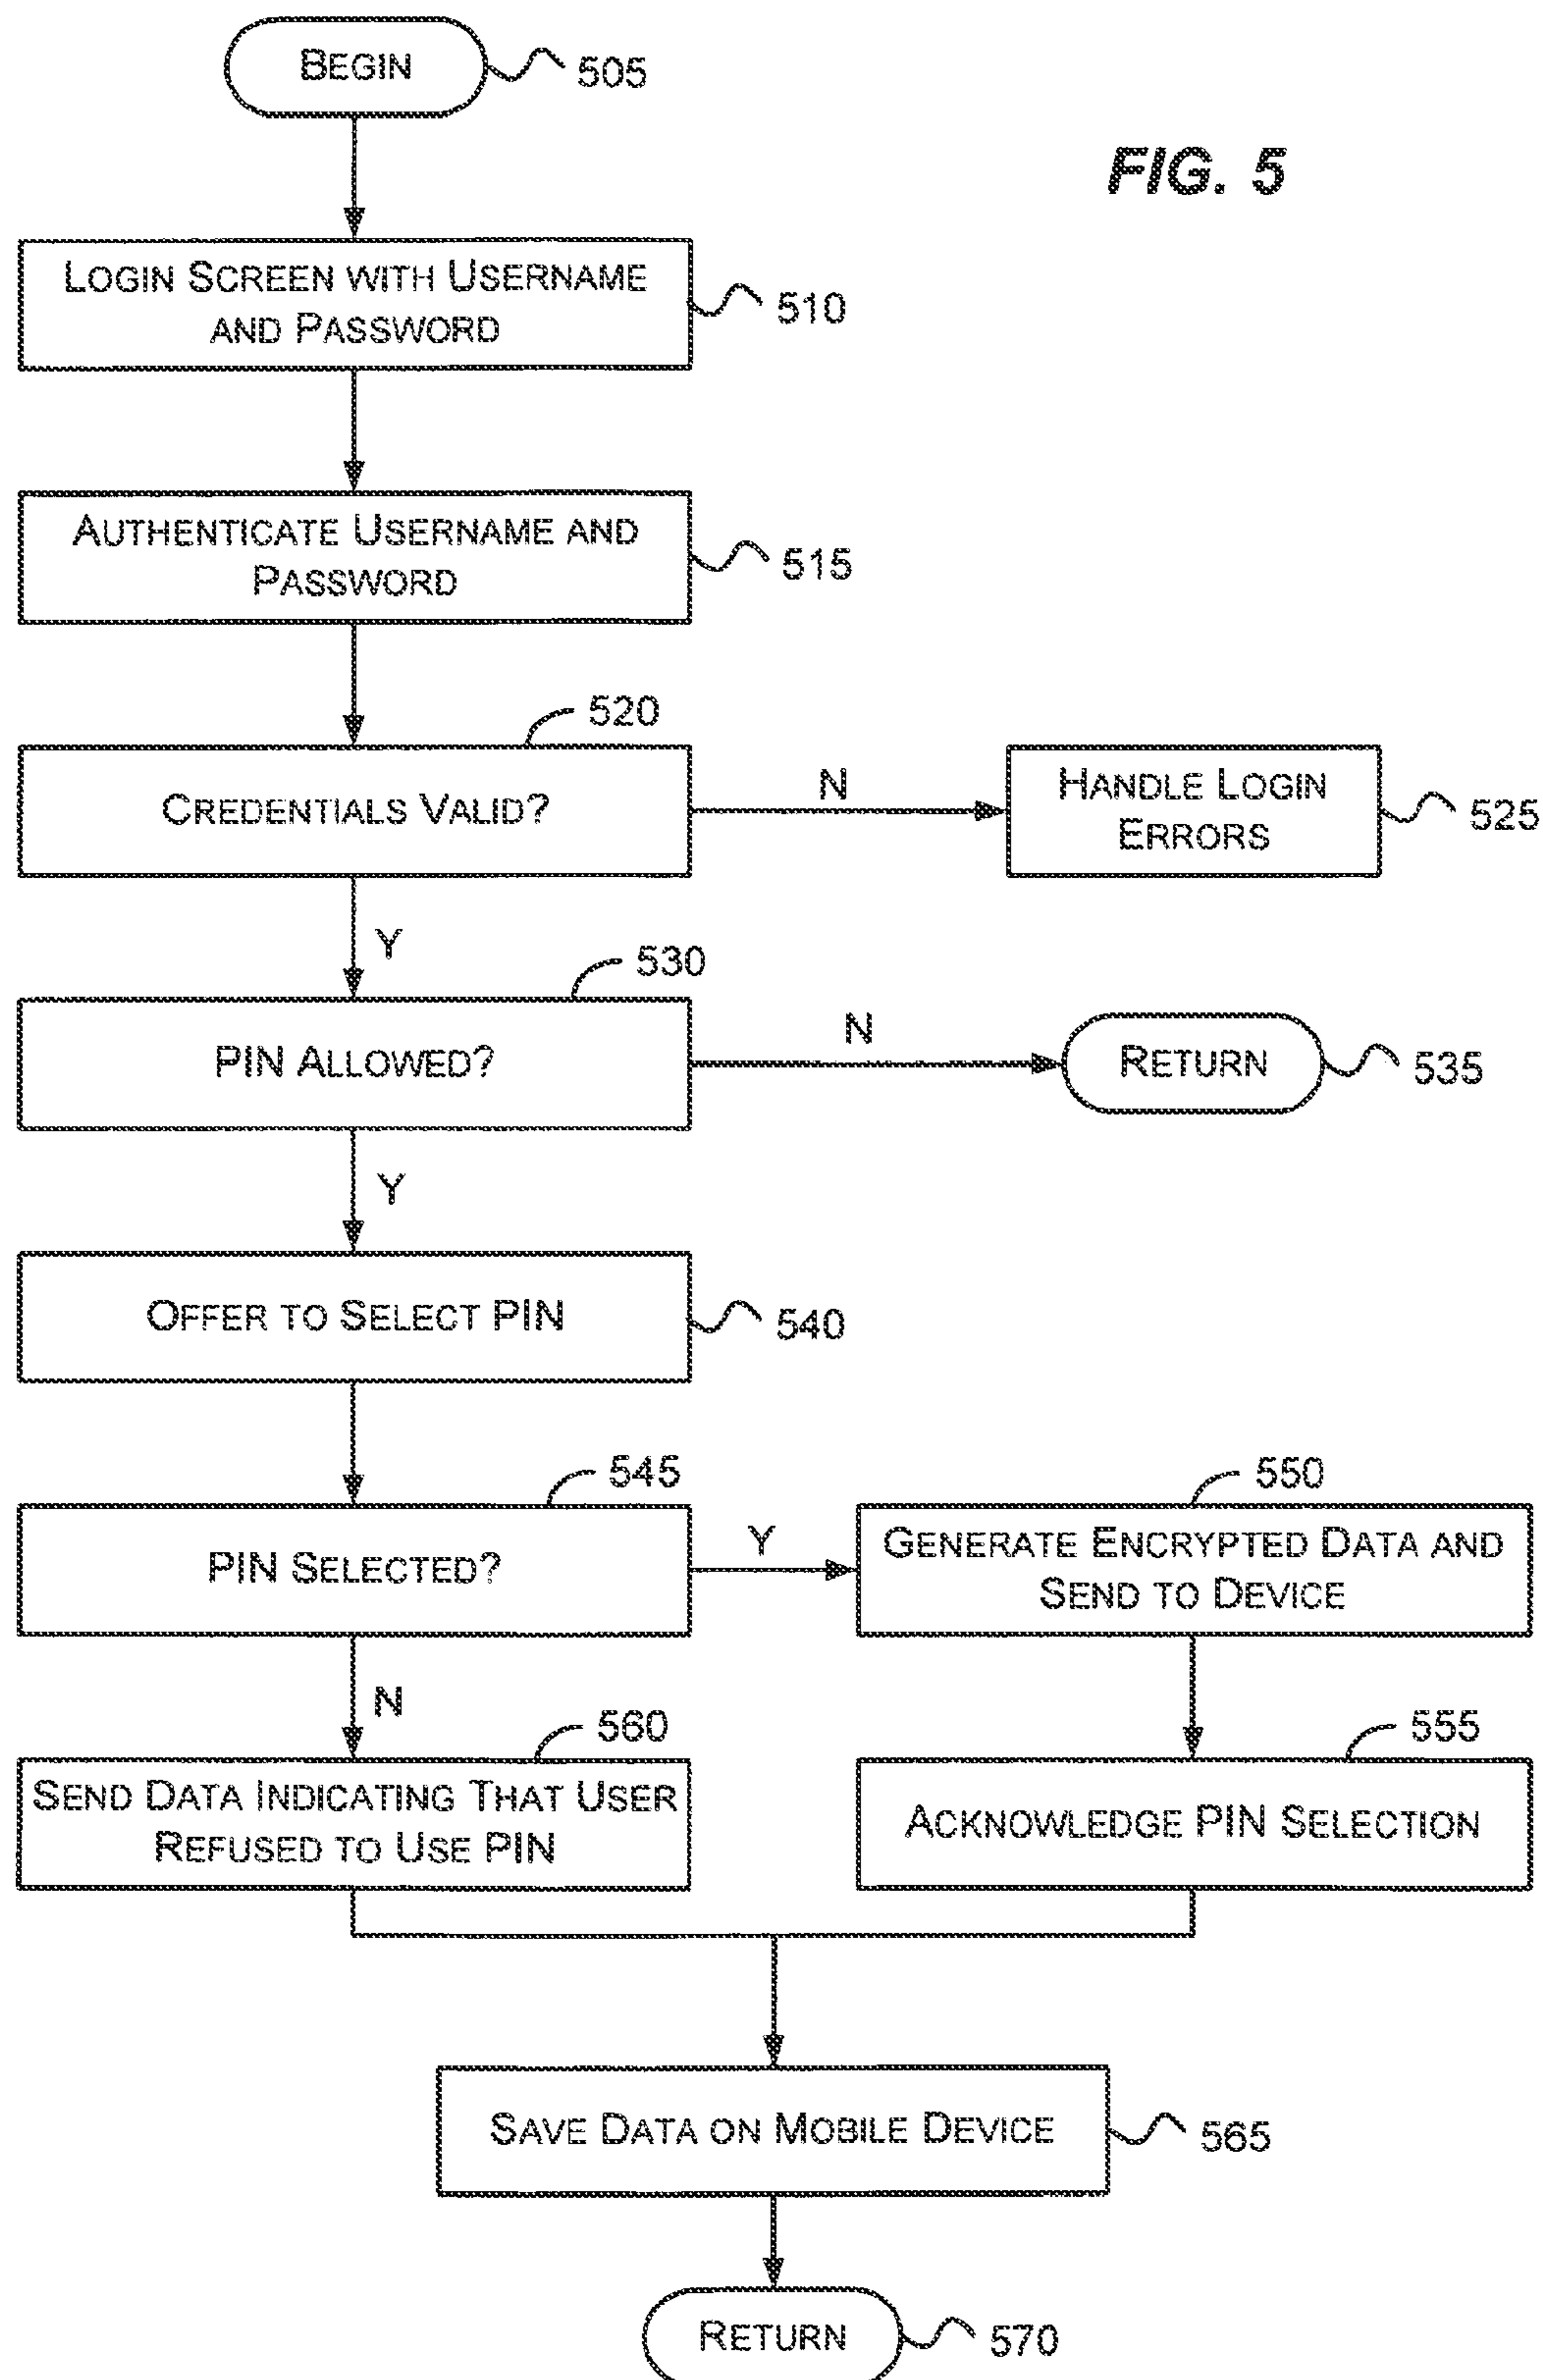 BEGIN
505
FIG. 5
LOGIN SCREEN WITH USERNAME
AND PASSWORD
510
AUTHENTICATE USERNAME AND
PASSWORD
515
520
CREDENTIALS VALID?
N
HANDLE LOGIN
ERRORS
525
Y
530
PIN ALLOWED?
N
RETURN
535
Y
OFFER TO SELECT PIN
540
545
PIN SELECTED?
Y
550
GENERATE ENCRYPTED DATA AND
SEND TO DEVICE
N
560
SEND DATA INDICATING THAT USER
REFUSED TO USE PIN
555
ACKNOWLEDGE PIN SELECTION
SAVE DATA ON MOBILE DEVICE
565
RETURN
570